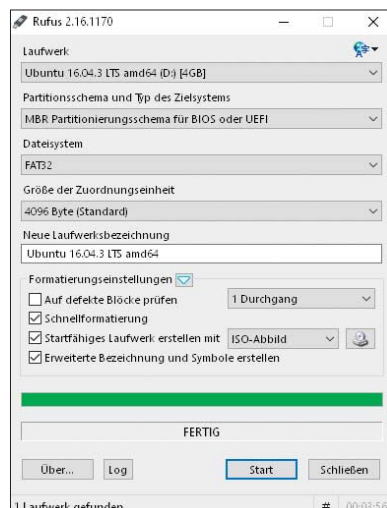 Rufus 2.16.1170
Laufwerk
Ubuntu 16.04.3 LTS amd64 (D:) [4GB]
Partitionsschema und Typ des Zielsystems
MBR Partitionierungsschema für BIOS oder UEFI
Dateisystem
FAT32
Größe der Zuordnungseinheit
4096 Byte (Standard)
Neue Laufwerksbezeichnung
Ubuntu 16.04.3 LTS amd64
Formatierungseinstellungen
Auf defekte Blöcke prüfen 1 Durchgang
Schnellformatierung
Startfähiges Laufwerk erstellen mit ISO-Abbild
Erweiterte Bezeichnung und Symbole erstellen
FERTIG
Über... Log Start Schließen
1 Laufwerk gefunden # 00:03:56